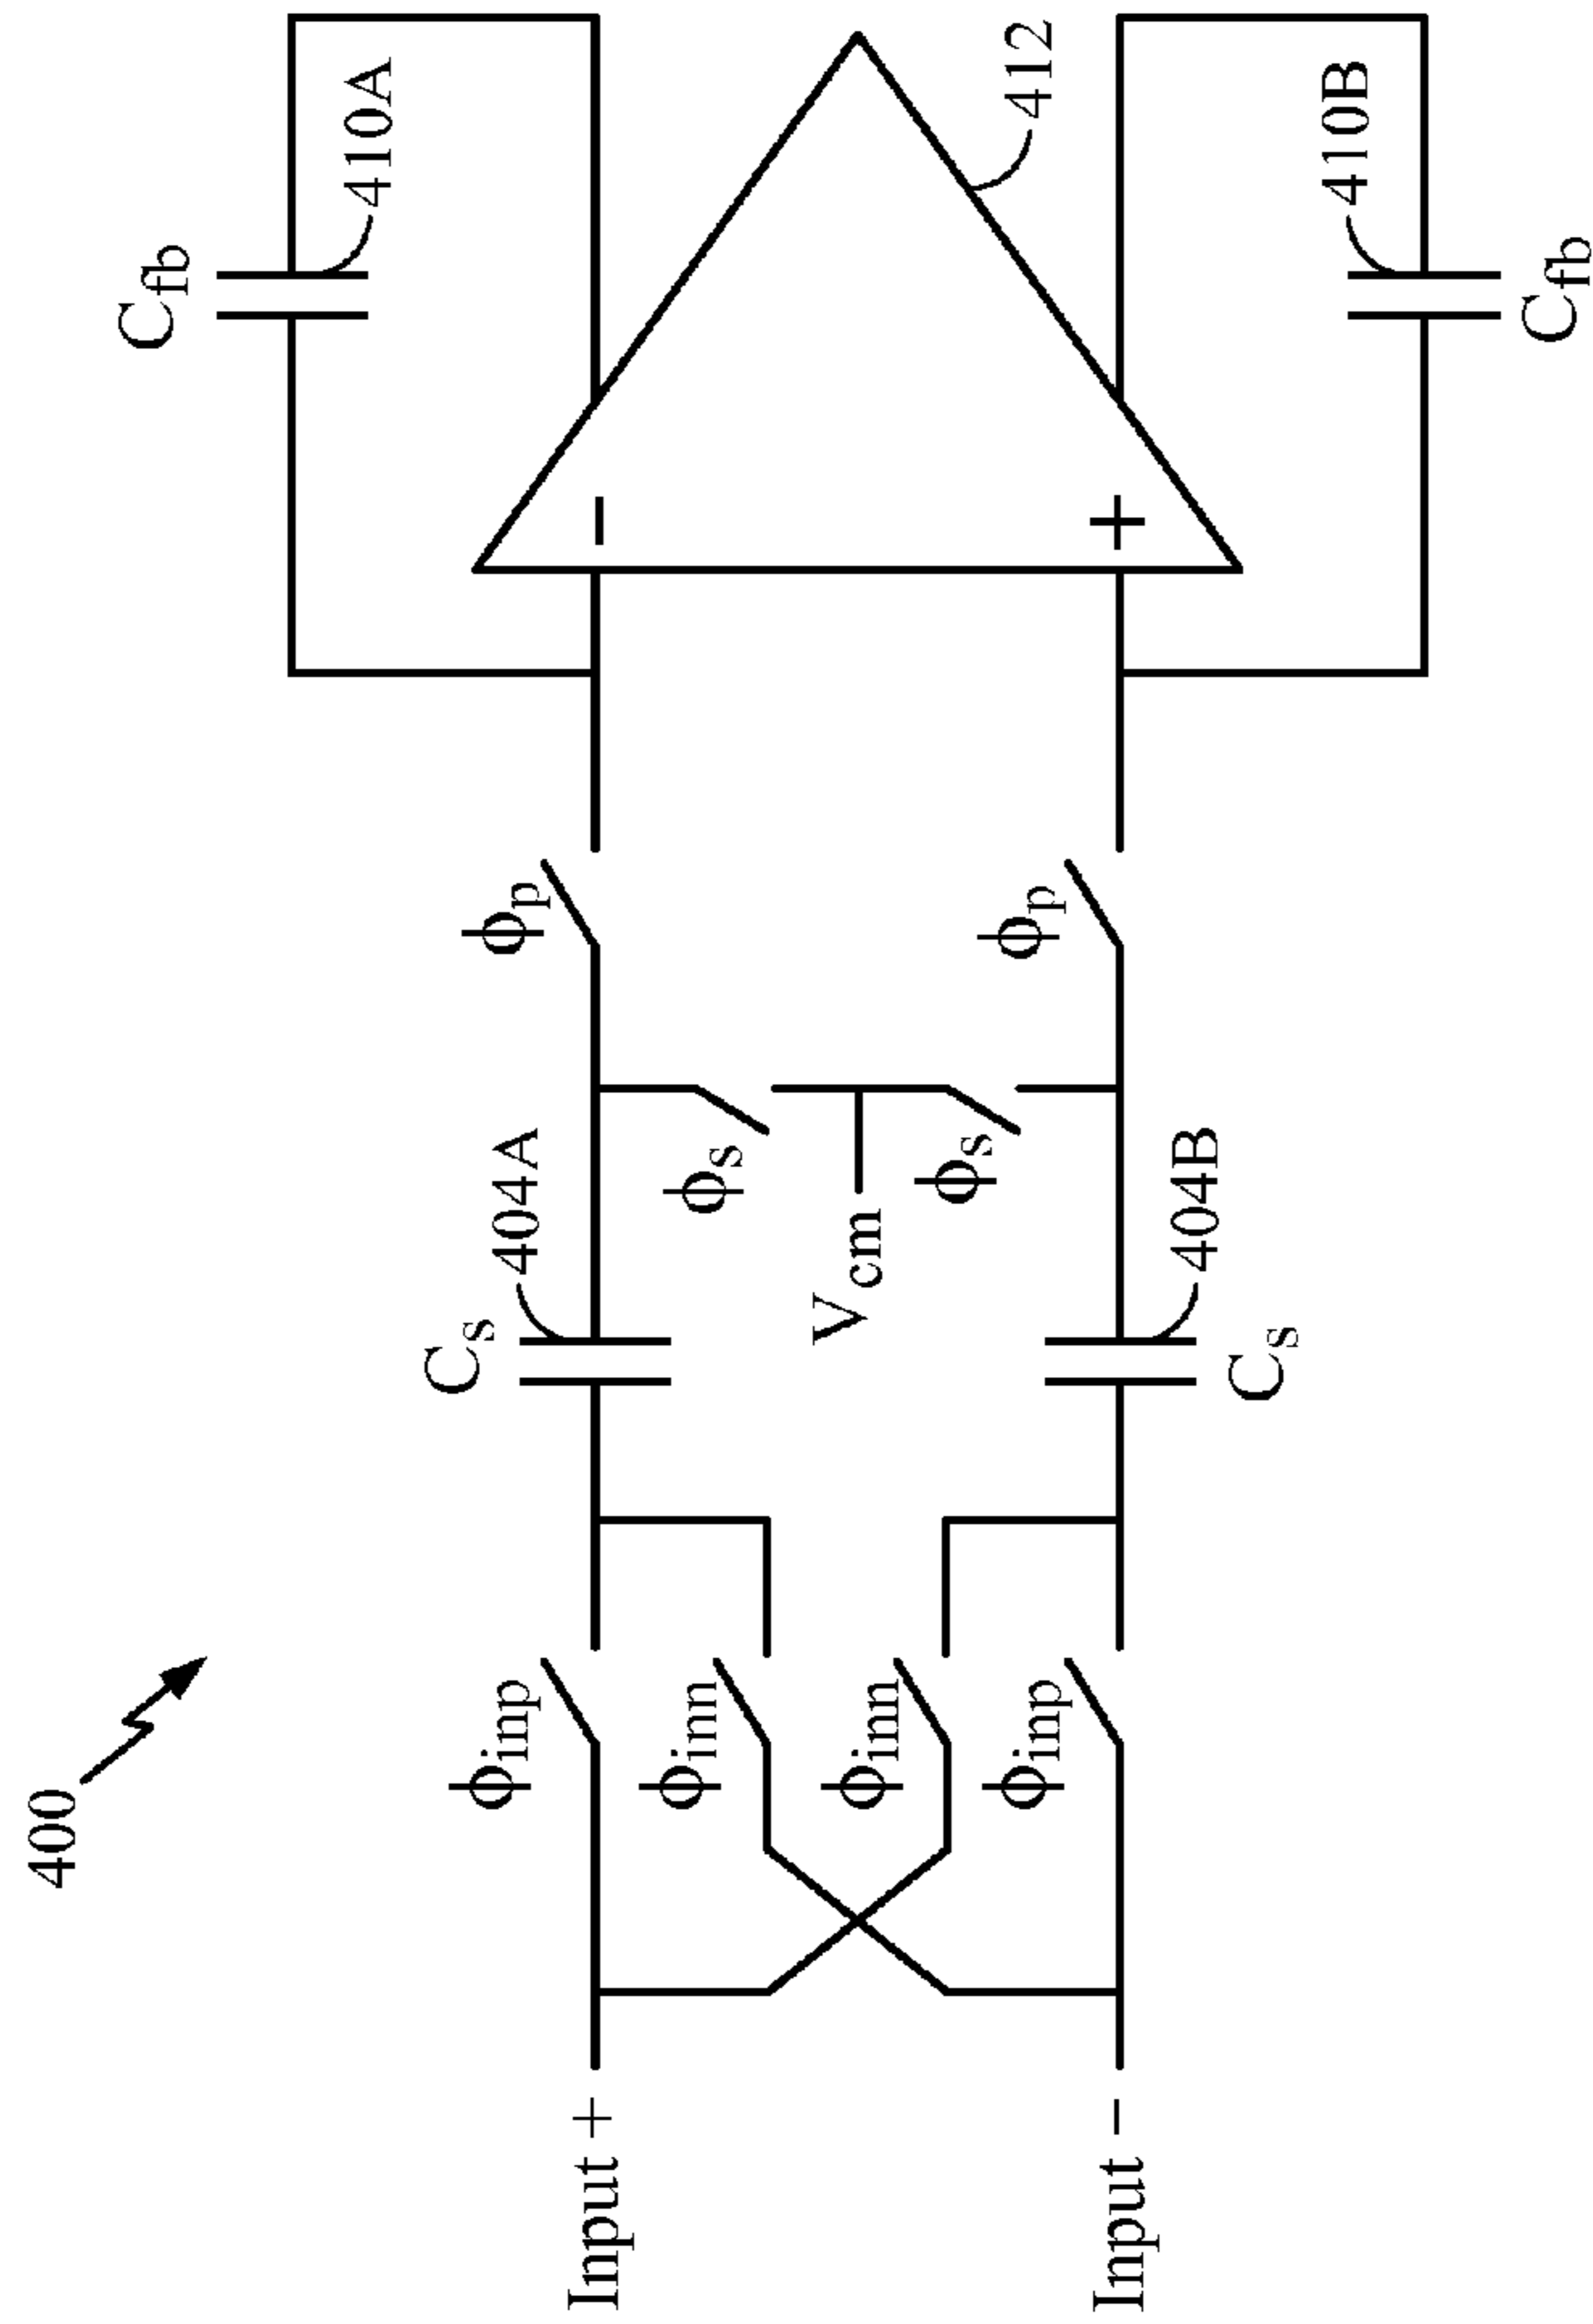 400
Input +
Input −
ϕinp
ϕinn
ϕinn
ϕinp
Cs
404A
Cs
404B
ϕs
Vcm
ϕs
ϕp
ϕp
Cfb
410A
412
410B
Cfb
−
+